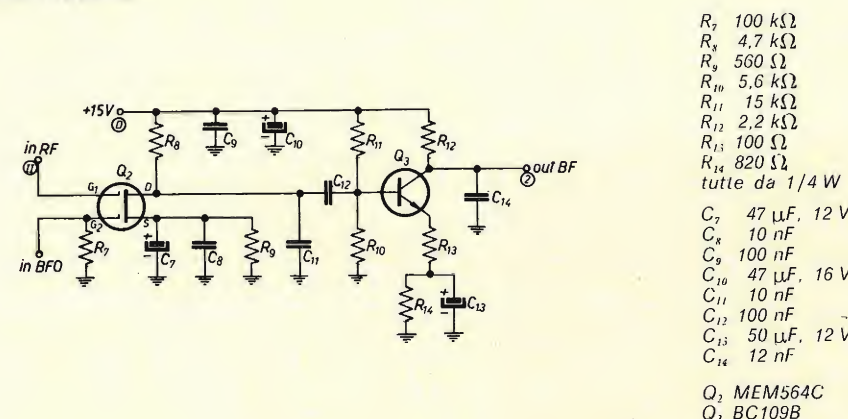 +15V
D
in RF
11
G1
Q2
D
G2
S
in BFO
R7
R8
C9
C10
C7
C8
R9
C11
C12
R11
R10
Q3
R12
R13
R14
C13
C14
out BF
2
R7 100 kΩ
R8 4,7 kΩ
R9 560 Ω
R10 5,6 kΩ
R11 15 kΩ
R12 2,2 kΩ
R13 100 Ω
R14 820 Ω
tutte da 1/4 W
C7 47 μF, 12 V
C8 10 nF
C9 100 nF
C10 47 μF, 16 V
C11 10 nF
C12 100 nF
C13 50 μF, 12 V
C14 12 nF
Q2 MEM564C
Q3 BC109B